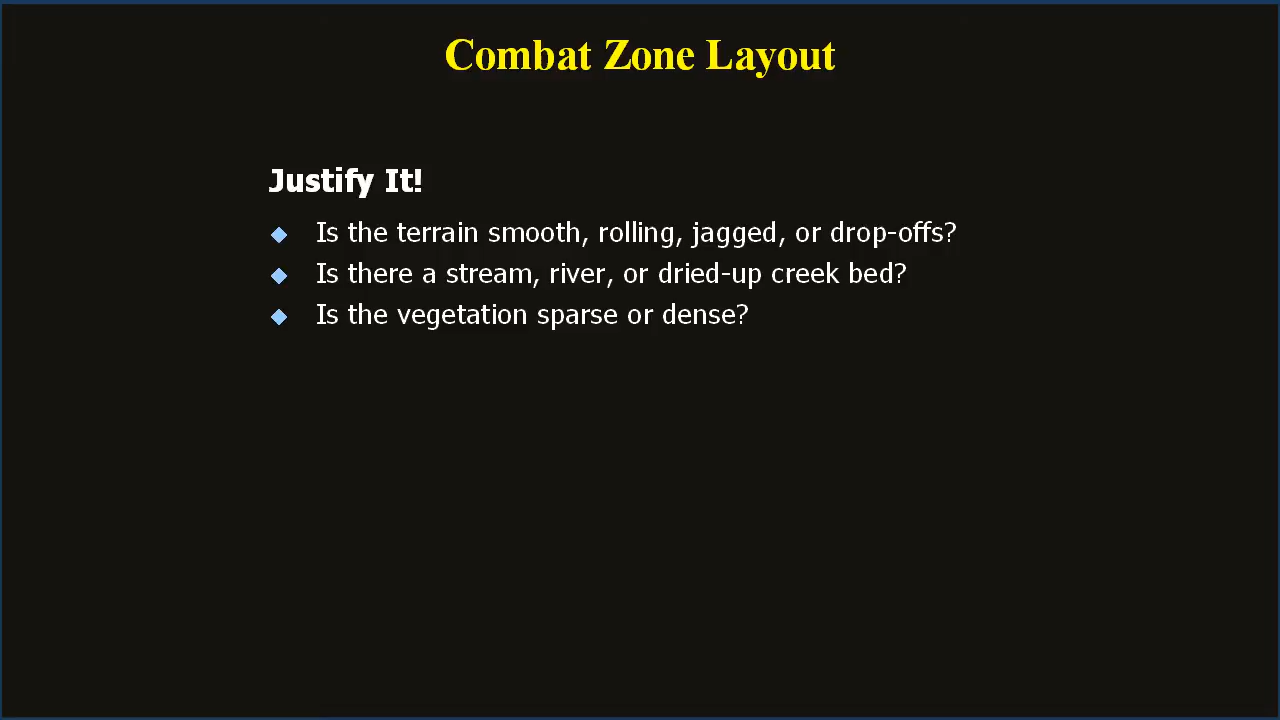 Combat Zone Layout
Justify It!
Is the terrain smooth, rolling, jagged, or drop-offs?
Is there a stream, river, or dried-up creek bed?
Is the vegetation sparse or dense?